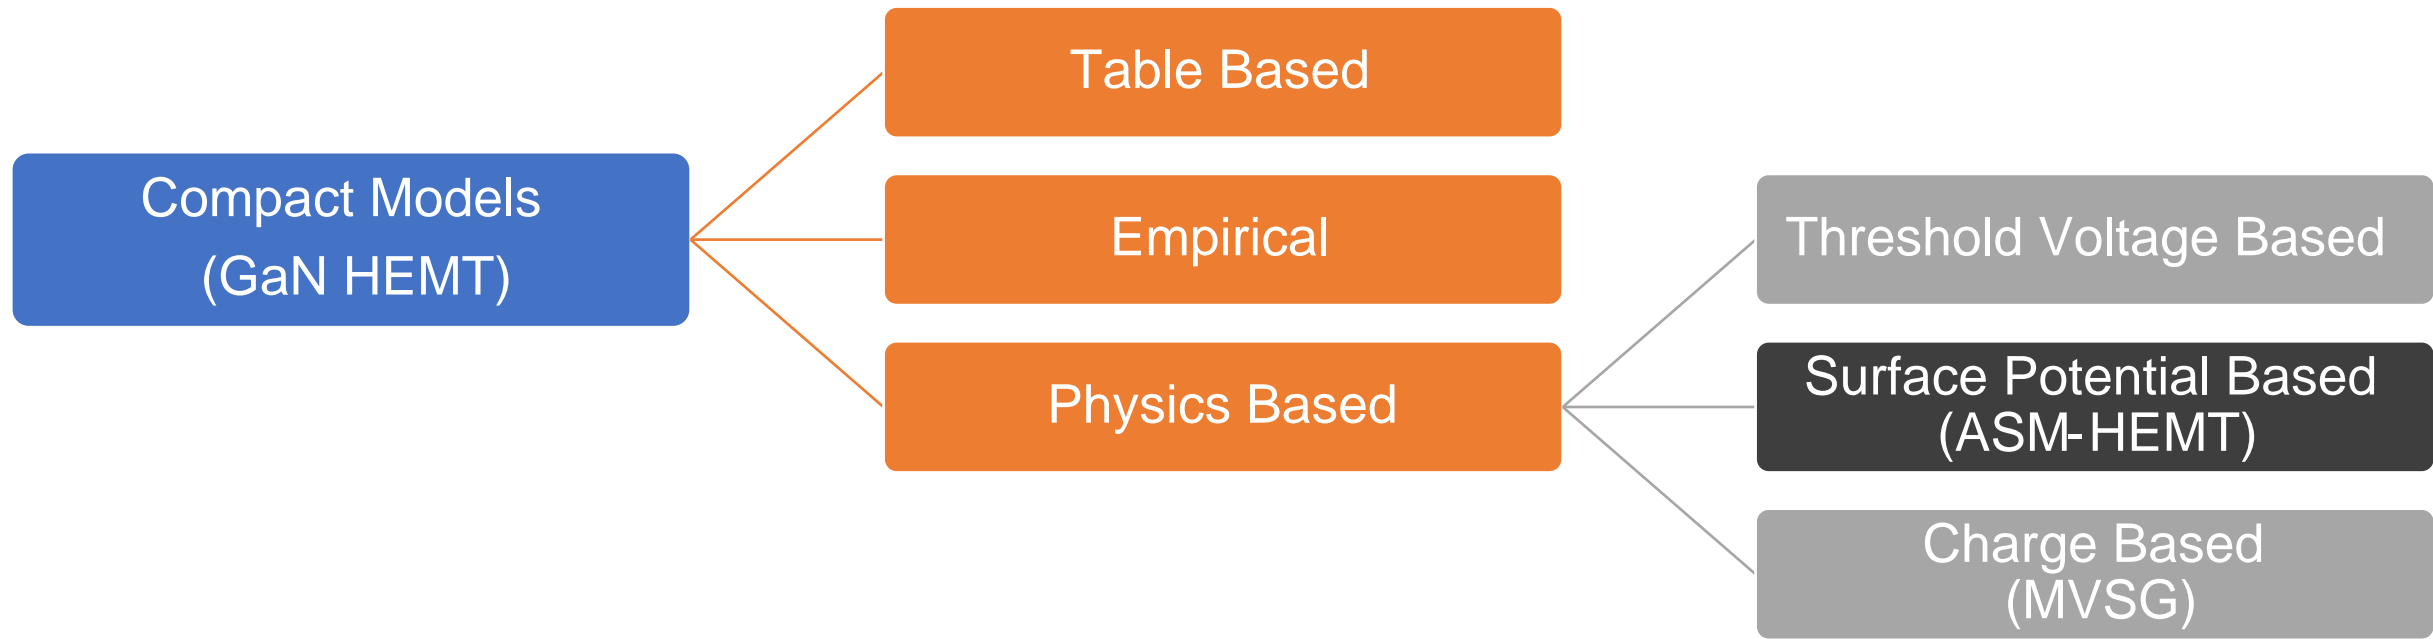 Compact Models
(GaN HEMT)
Table Based
Empirical
Physics Based
Threshold Voltage Based
Surface Potential Based
(ASM-HEMT)
Charge Based
(MVSG)